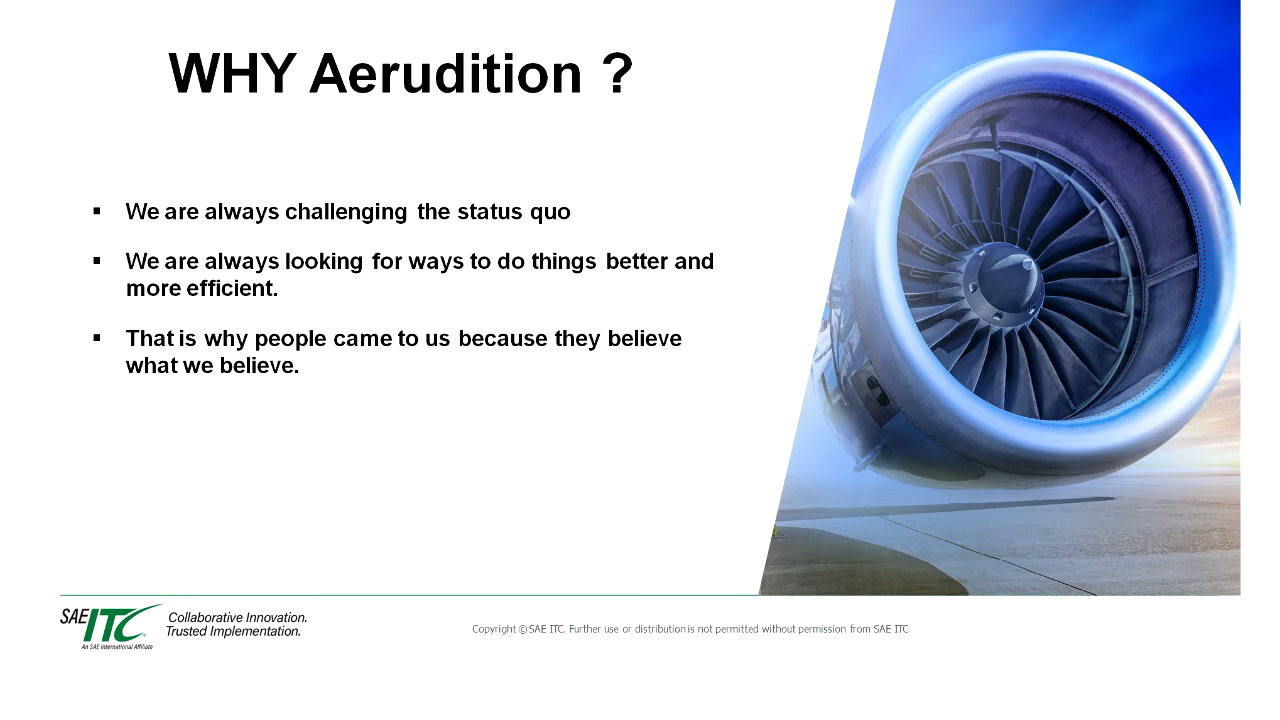 WHY Aerudition ?
▪ We are always challenging the status quo
▪ We are always looking for ways to do things better and
more efficient.
▪ That is why people came to us because they believe
what we believe.
SAE ITC
An SAE International Affiliate
Collaborative Innovation.
Trusted Implementation.
Copyright © SAE ITC. Further use or distribution is not permitted without permission from SAE ITC